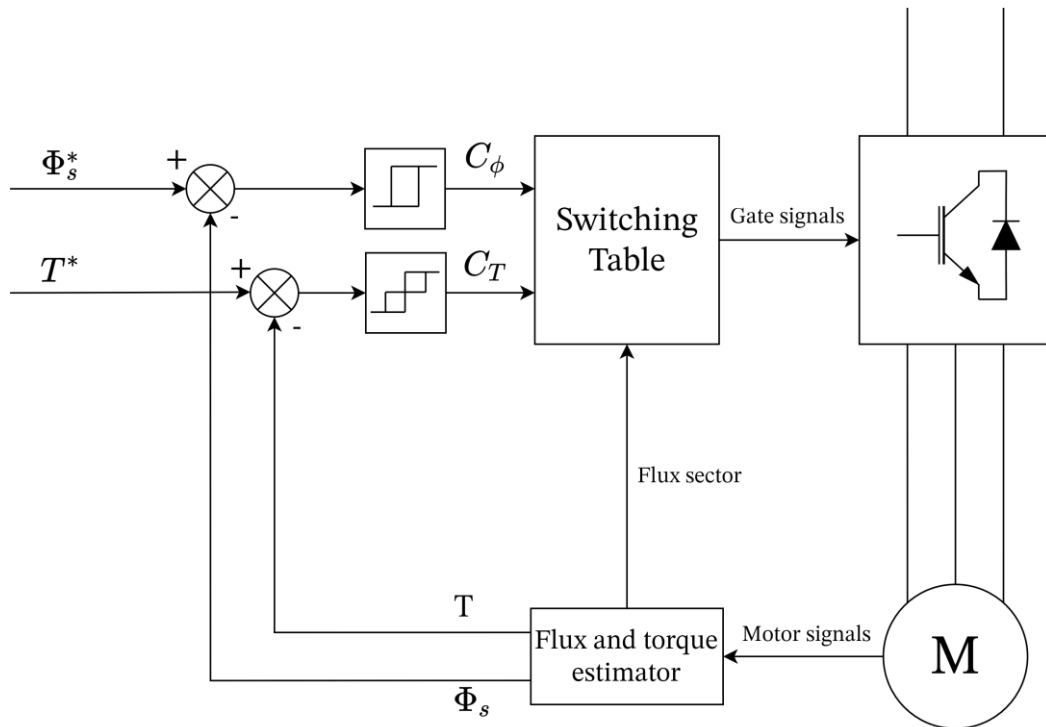 Φ*ₛ
+
-
C_ϕ
T*
+
-
C_T
Switching
Table
Gate signals
Flux sector
T
Φₛ
Flux and torque
estimator
Motor signals
M